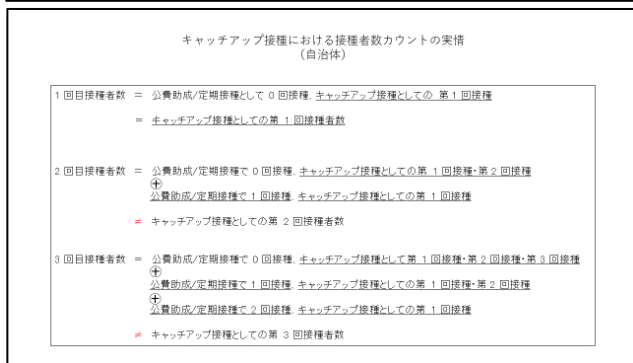 キャッチアップ接種における接種者数カウントの実情
(自治体)
1回目接種者数 = 公費助成/定期接種として0回接種、キャッチアップ接種としての 第1回接種
= キャッチアップ接種としての第1回接種者数
2回目接種者数 = 公費助成/定期接種で0回接種、キャッチアップ接種としての第1回接種・第2回接種
⊕
公費助成/定期接種で1回接種、キャッチアップ接種としての第1回接種
≠ キャッチアップ接種としての第2回接種者数
3回目接種者数 = 公費助成/定期接種で0回接種、キャッチアップ接種として第1回接種・第2回接種・第3回接種
⊕
公費助成/定期接種で1回接種、キャッチアップ接種としての第1回接種・第2回接種
⊕
公費助成/定期接種で2回接種、キャッチアップ接種としての第1回接種
≠ キャッチアップ接種としての第3回接種者数